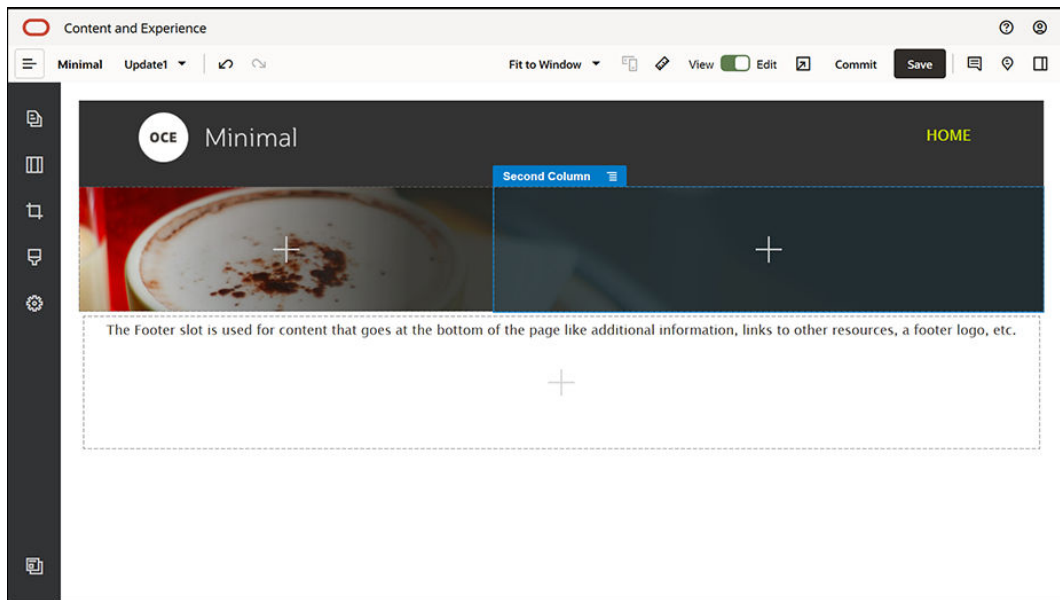 Content and Experience
Minimal Update1 Fit to Window View Edit Commit Save
OCE Minimal HOME
Second Column
The Footer slot is used for content that goes at the bottom of the page like additional information, links to other resources, a footer logo, etc.